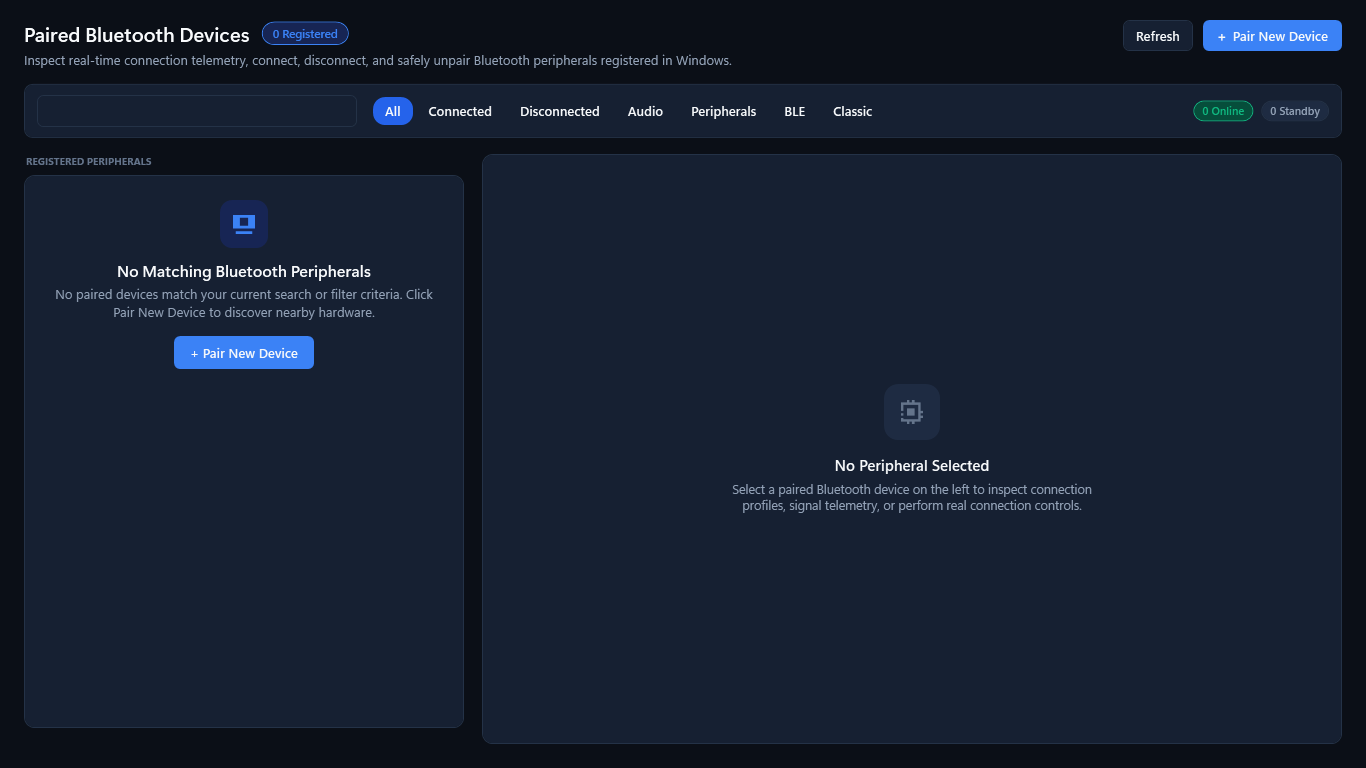 Paired Bluetooth Devices
0 Registered
Refresh
+ Pair New Device
Inspect real-time connection telemetry, connect, disconnect, and safely unpair Bluetooth peripherals registered in Windows.
All
Connected
Disconnected
Audio
Peripherals
BLE
Classic
0 Online
0 Standby
REGISTERED PERIPHERALS
No Matching Bluetooth Peripherals
No paired devices match your current search or filter criteria. Click
Pair New Device to discover nearby hardware.
+ Pair New Device
No Peripheral Selected
Select a paired Bluetooth device on the left to inspect connection
profiles, signal telemetry, or perform real connection controls.